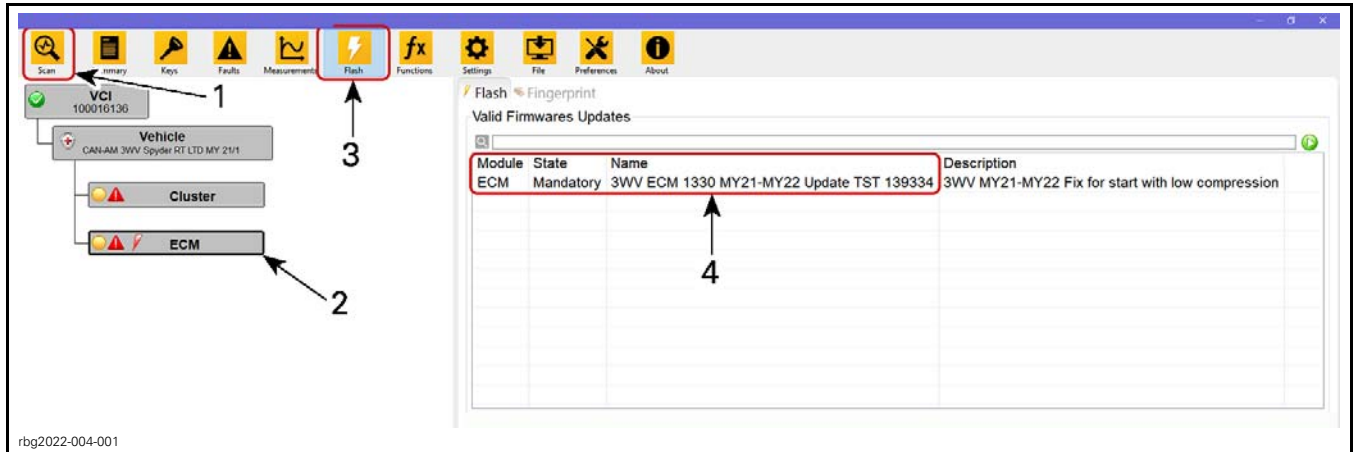 Scan
nmary
Keys
Faults
Measurements
Flash
Functions
Settings
File
Preferences
About
1
VCI
100016136
Vehicle
CAN-AM 3WV Spyder RT LTD MY 21/1
Cluster
ECM
2
3
Flash Fingerprint
Valid Firmwares Updates
Module State Name Description
ECM Mandatory 3WV ECM 1330 MY21-MY22 Update TST 139334 3WV MY21-MY22 Fix for start with low compression
4
rbg2022-004-001